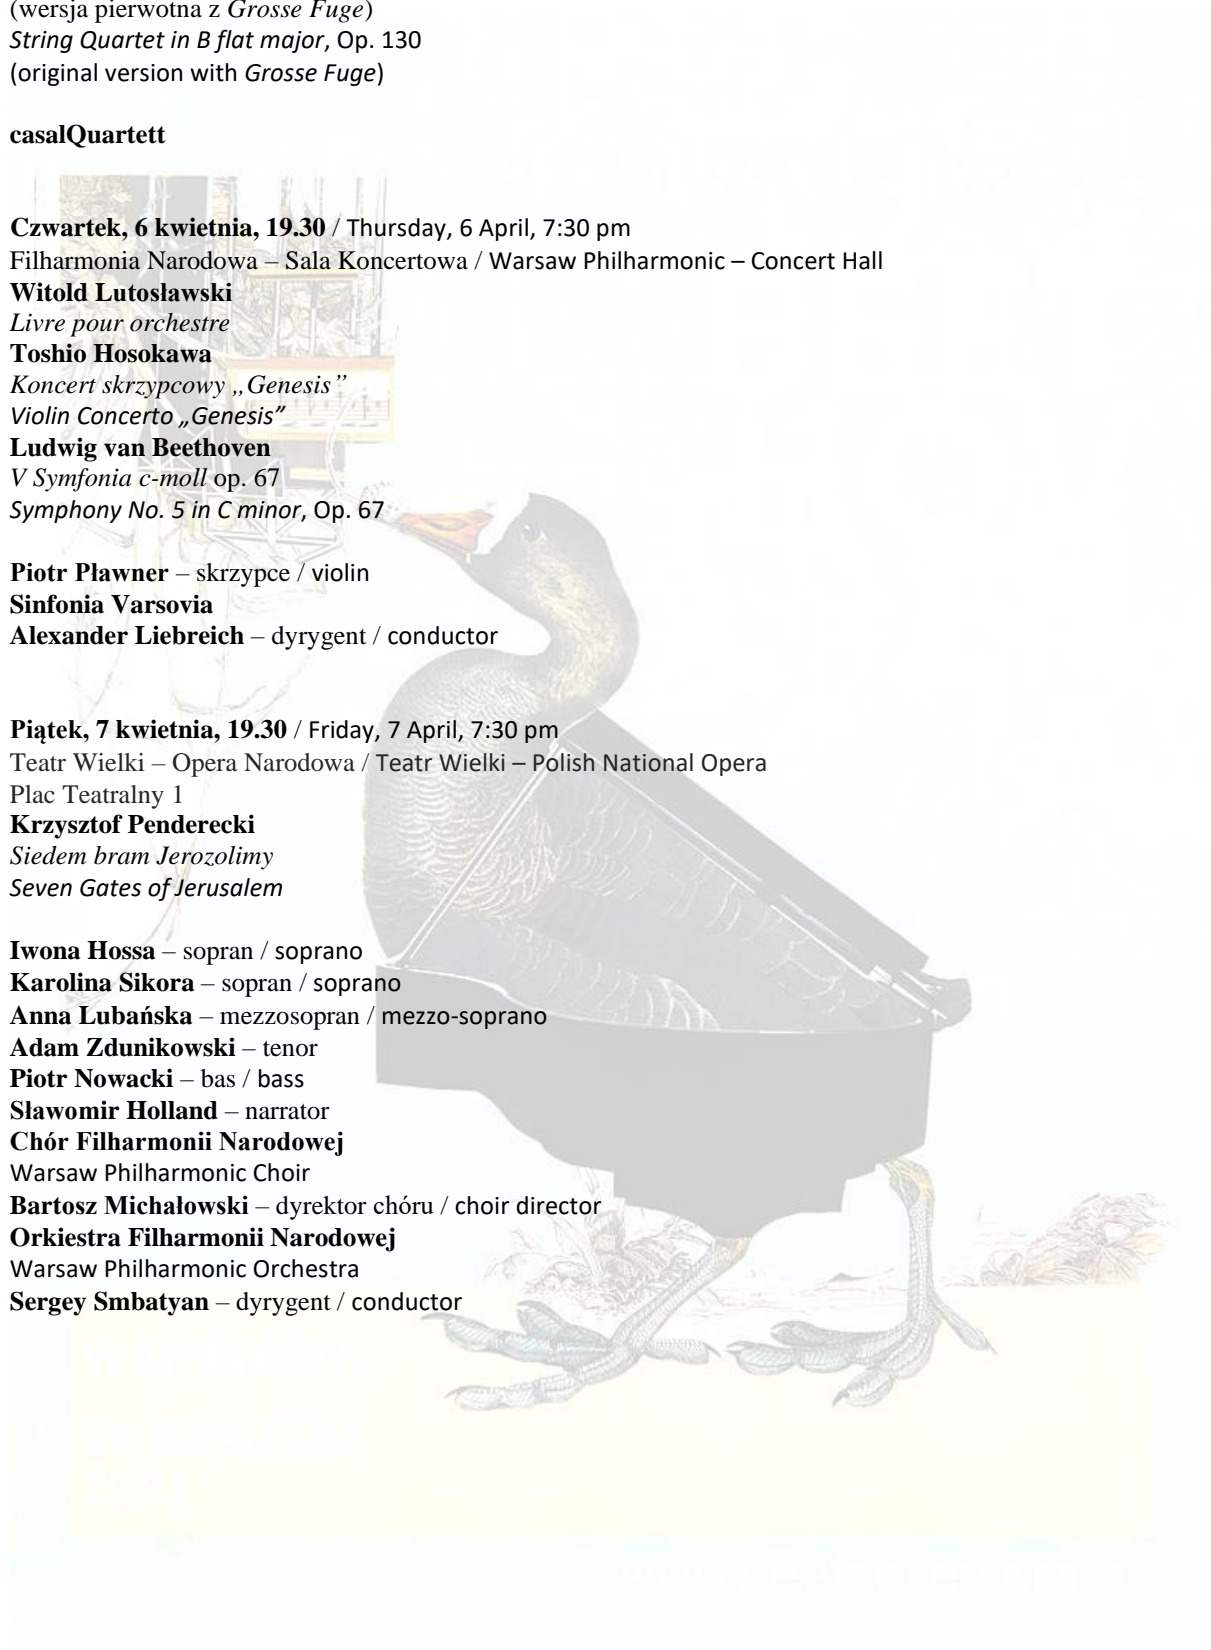 (wersja pierwotna z Grosse Fuge)
String Quartet in B flat major, Op. 130
(original version with Grosse Fuge)
casalQuartett
Czwartek, 6 kwietnia, 19.30 / Thursday, 6 April, 7:30 pm
Filharmonia Narodowa – Sala Koncertowa / Warsaw Philharmonic – Concert Hall
Witold Lutosławski
Livre pour orchestre
Toshio Hosokawa
Koncert skrzypcowy „Genesis”
Violin Concerto „Genesis”
Ludwig van Beethoven
V Symfonia c-moll op. 67
Symphony No. 5 in C minor, Op. 67
Piotr Pławner – skrzypce / violin
Sinfonia Varsovia
Alexander Liebreich – dyrygent / conductor
Piątek, 7 kwietnia, 19.30 / Friday, 7 April, 7:30 pm
Teatr Wielki – Opera Narodowa / Teatr Wielki – Polish National Opera
Plac Teatralny 1
Krzysztof Penderecki
Siedem bram Jerozolimy
Seven Gates of Jerusalem
Iwona Hossa – sopran / soprano
Karolina Sikora – sopran / soprano
Anna Lubańska – mezzosopran / mezzo-soprano
Adam Zdunikowski – tenor
Piotr Nowacki – bas / bass
Sławomir Holland – narrator
Chór Filharmonii Narodowej
Warsaw Philharmonic Choir
Bartosz Michałowski – dyrektor chóru / choir director
Orkiestra Filharmonii Narodowej
Warsaw Philharmonic Orchestra
Sergey Smbatyan – dyrygent / conductor